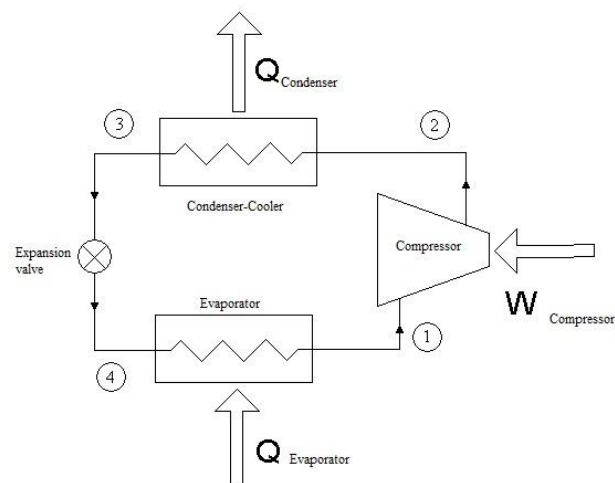 Q Condenser
3
2
Condenser-Cooler
Expansion
valve
Compressor
Evaporator
W Compressor
1
4
Q Evaporator